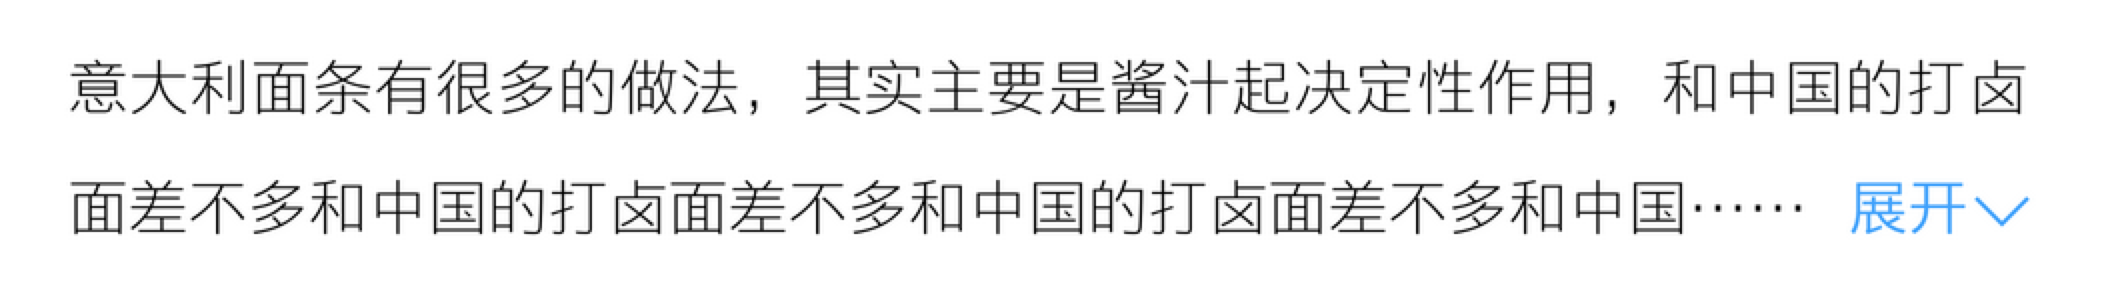 意大利面条有很多的做法，其实主要是酱汁起决定性作用，和中国的打卤
面差不多和中国的打卤面差不多和中国的打卤面差不多和中国…… 展开